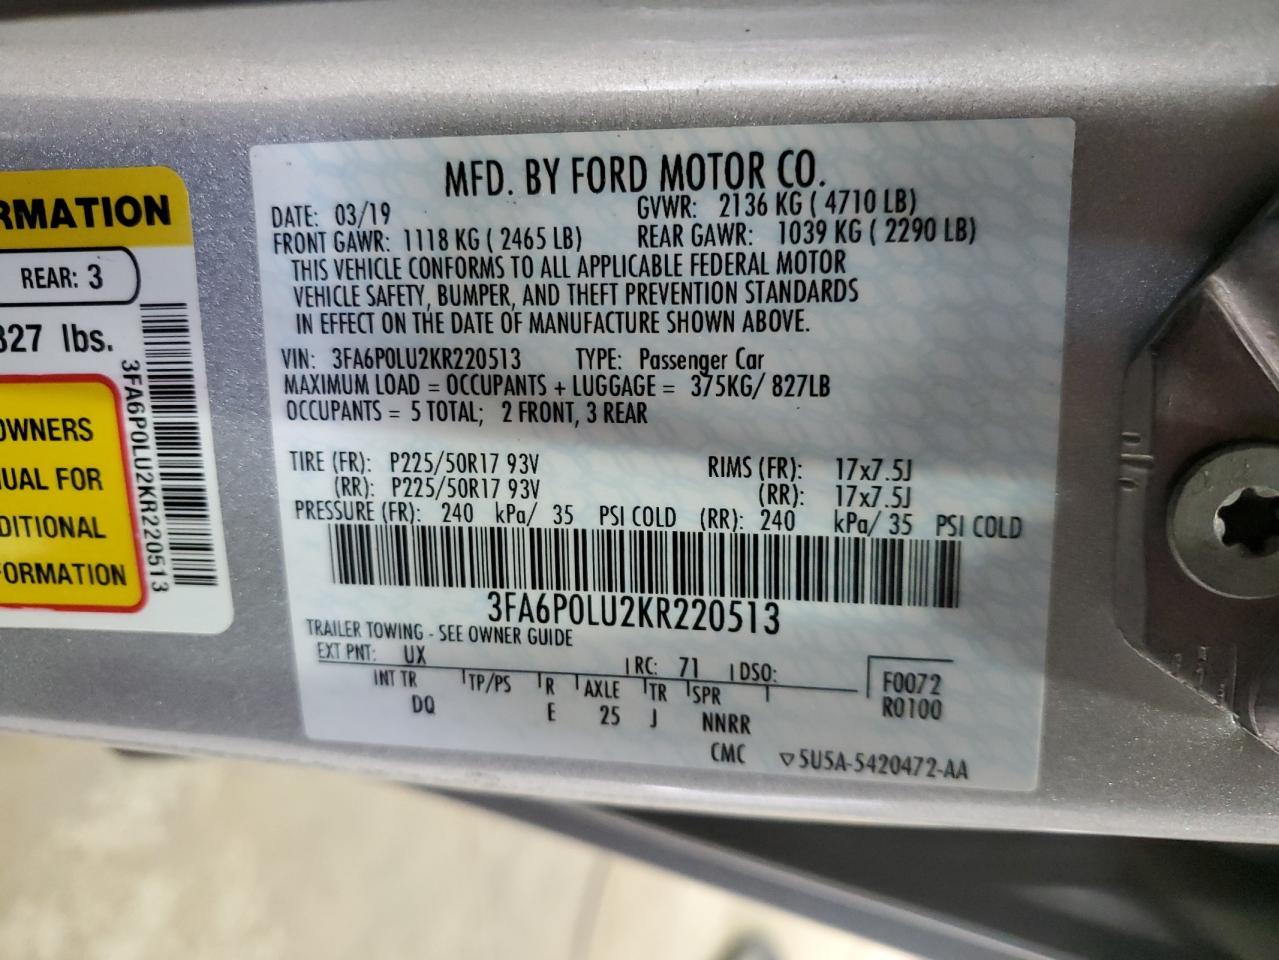 RMATION
REAR: 3
827 lbs.
3FA6P0LU2KR220513
OWNERS
UAL FOR
DITIONAL
FORMATION
MFD. BY FORD MOTOR CO.
DATE: 03/19 GVWR: 2136 KG ( 4710 LB)
FRONT GAWR: 1118 KG ( 2465 LB) REAR GAWR: 1039 KG ( 2290 LB)
THIS VEHICLE CONFORMS TO ALL APPLICABLE FEDERAL MOTOR
VEHICLE SAFETY, BUMPER, AND THEFT PREVENTION STANDARDS
IN EFFECT ON THE DATE OF MANUFACTURE SHOWN ABOVE.
VIN: 3FA6P0LU2KR220513 TYPE: Passenger Car
MAXIMUM LOAD = OCCUPANTS + LUGGAGE = 375KG/ 827LB
OCCUPANTS = 5 TOTAL; 2 FRONT, 3 REAR
TIRE (FR): P225/50R17 93V RIMS (FR): 17x7.5J
(RR): P225/50R17 93V (RR): 17x7.5J
PRESSURE (FR): 240 kPa/ 35 PSI COLD (RR): 240 kPa/ 35 PSI COLD
3FA6P0LU2KR220513
TRAILER TOWING - SEE OWNER GUIDE
EXT PNT: UX RC: 71 DSO:
INT TR TP/PS R AXLE TR SPR F0072
DQ E 25 J NNRR R0100
CMC ▽5U5A-5420472-AA